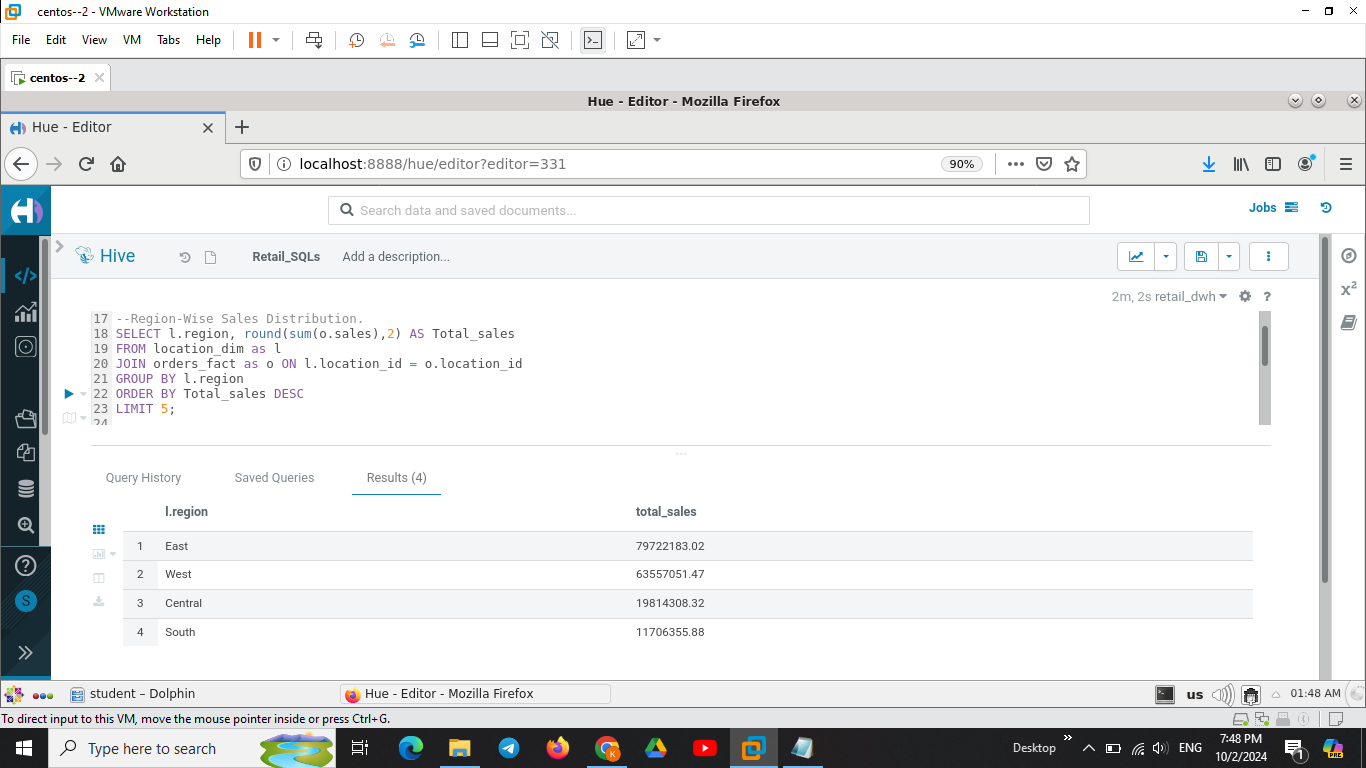 centos--2 - VMware Workstation
File Edit View VM Tabs Help
centos--2
Hue - Editor - Mozilla Firefox
Hue - Editor
localhost:8888/hue/editor?editor=331 90%
Search data and saved documents...
Jobs
Hive Retail_SQLs Add a description...
2m, 2s retail_dwh ?
x²
17 --Region-Wise Sales Distribution.
18 SELECT l.region, round(sum(o.sales),2) AS Total_sales
19 FROM location_dim as l
20 JOIN orders_fact as o ON l.location_id = o.location_id
21 GROUP BY l.region
22 ORDER BY Total_sales DESC
23 LIMIT 5;
24
Query History Saved Queries Results (4)
l.region total_sales
1 East 79722183.02
2 West 63557051.47
3 Central 19814308.32
4 South 11706355.88
S
student – Dolphin Hue - Editor - Mozilla Firefox us 01:48 AM
To direct input to this VM, move the mouse pointer inside or press Ctrl+G.
Type here to search Desktop ENG 7:48 PM
10/2/2024 1 PRE